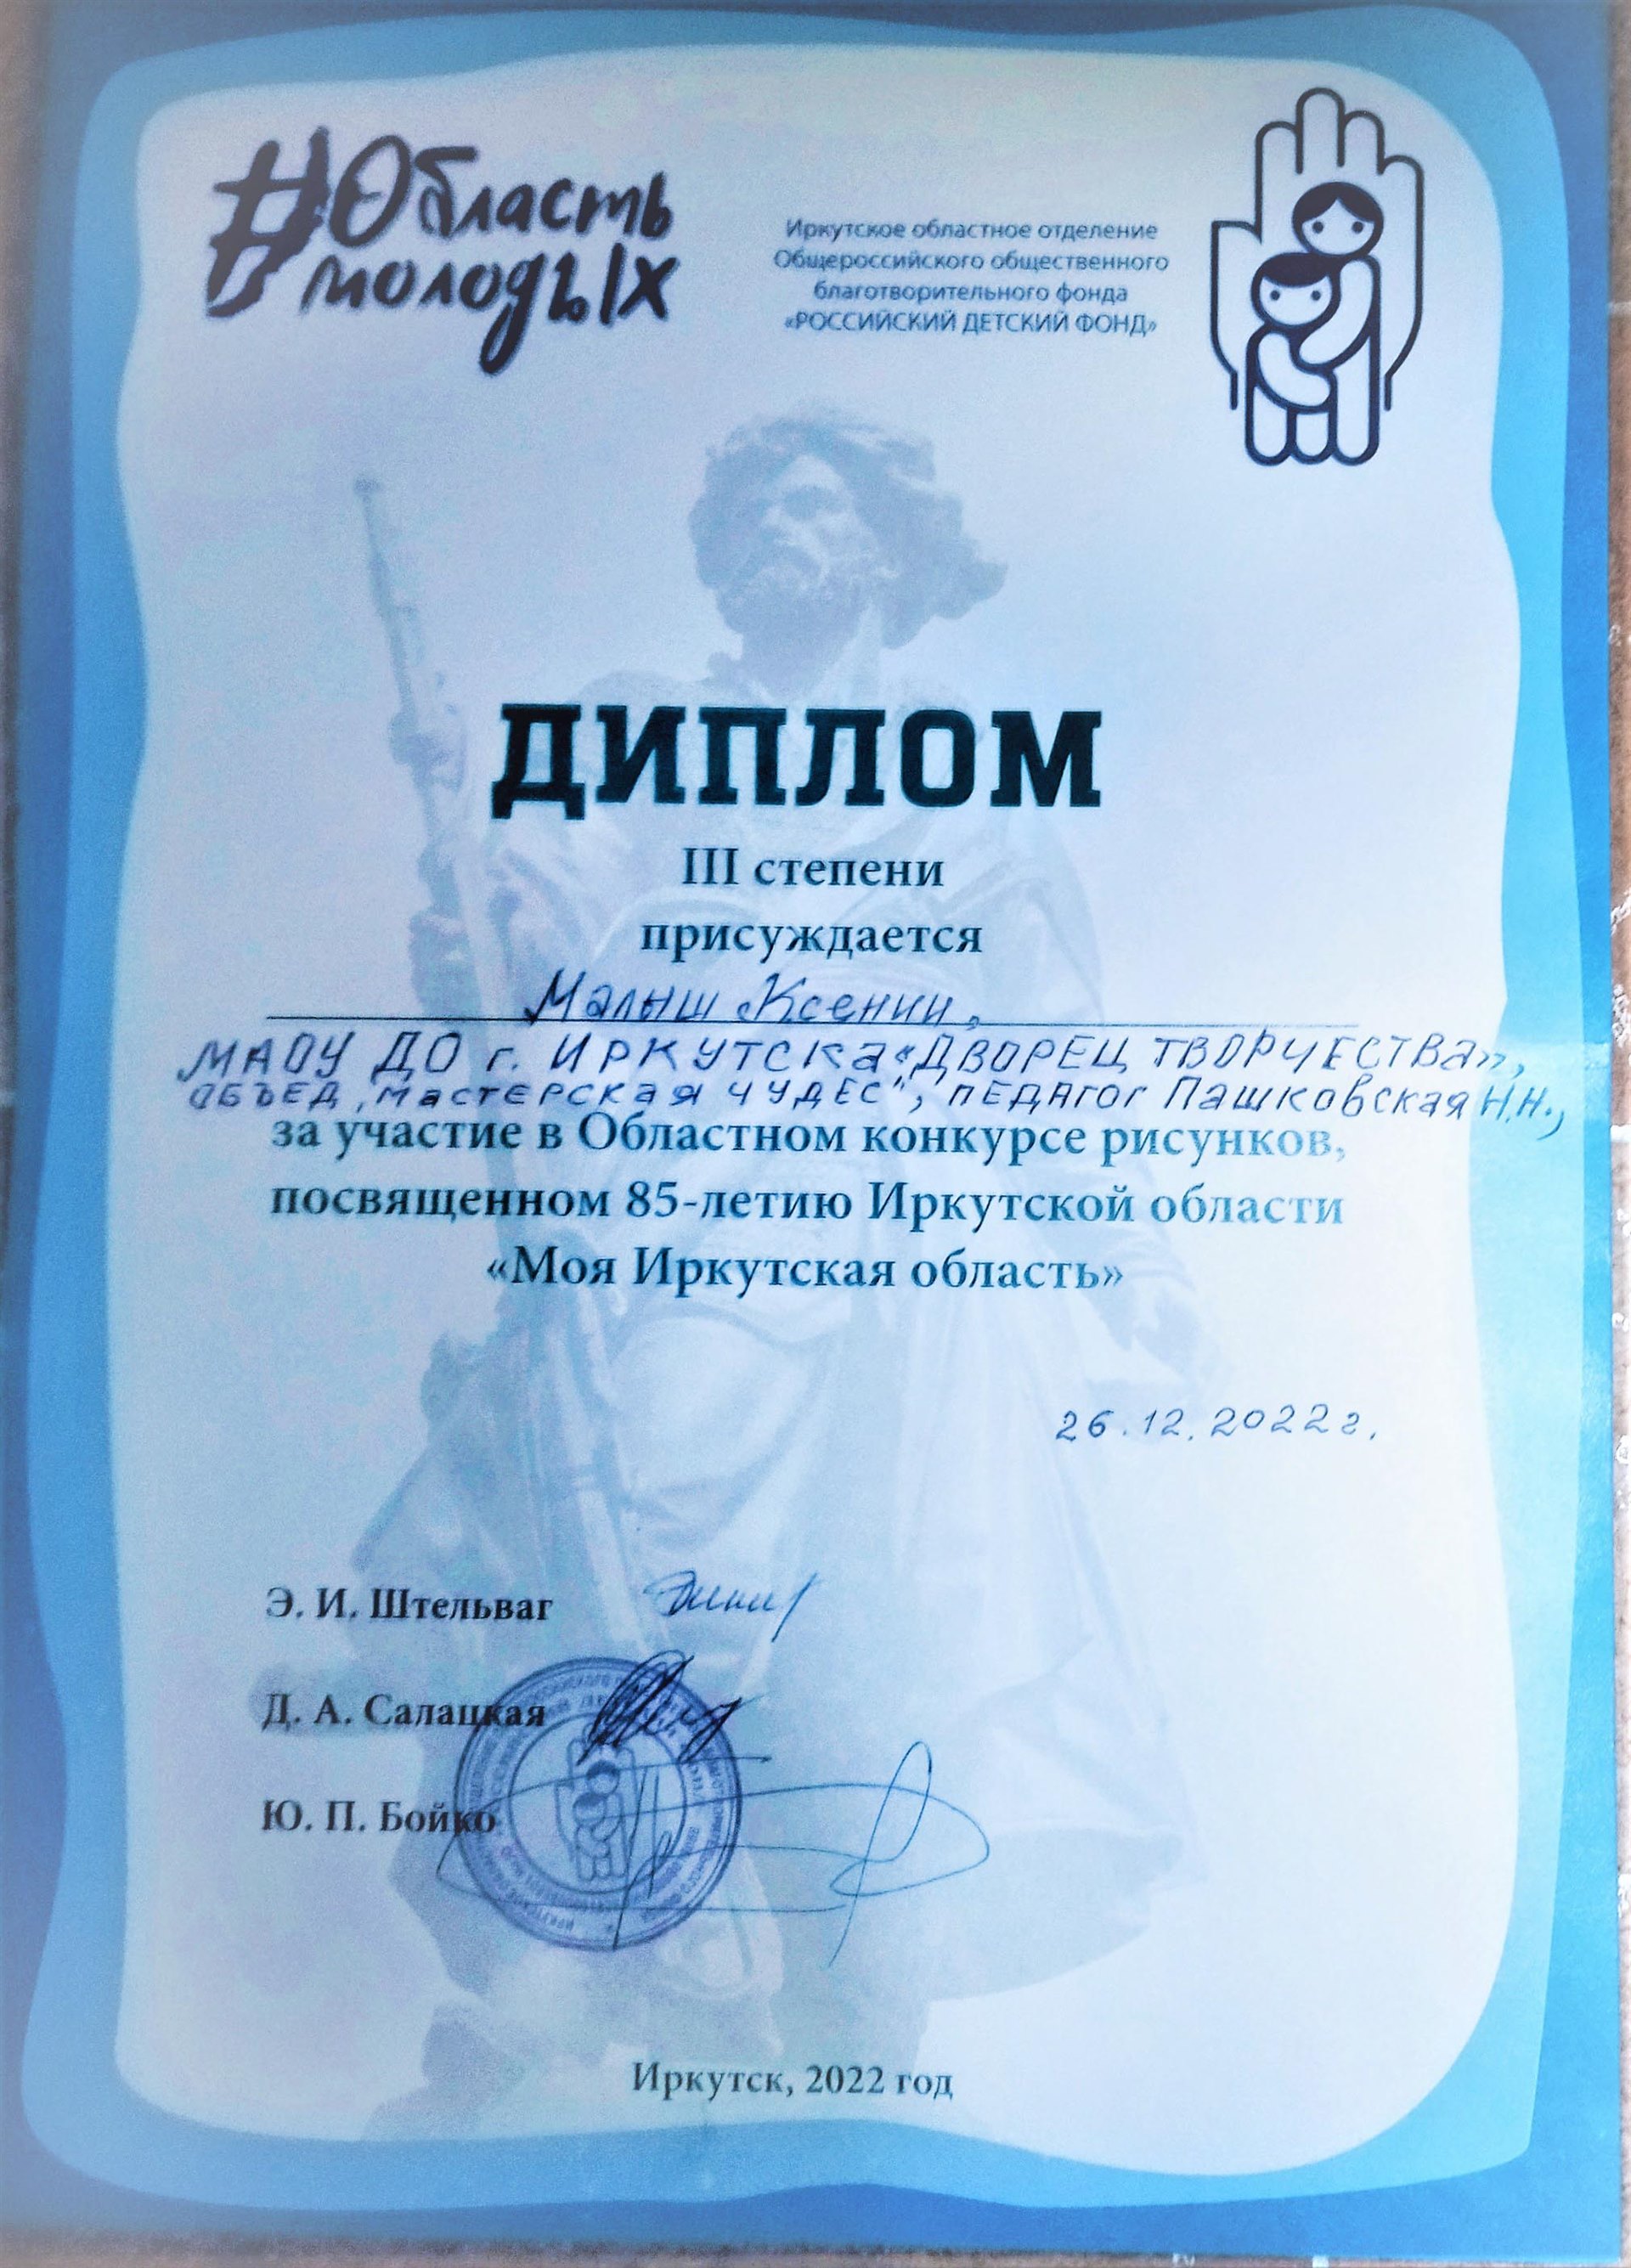 #Область
молодых
Иркутское областное отделение
Общероссийского общественного
благотворительного фонда
«РОССИЙСКИЙ ДЕТСКИЙ ФОНД»
ДИПЛОМ
III степени
присуждается
Малыш Ксении,
МАОУ ДО г. ИРКУТСКА «ДВОРЕЦ ТВОРЧЕСТВА»,
ОБЪЕД. „МАСТЕРСКАЯ ЧУДЕС", ПЕДАГОГ Пашковская Н.Н.,
за участие в Областном конкурсе рисунков,
посвященном 85-летию Иркутской области
«Моя Иркутская область»
26.12.2022г.
Э. И. Штельваг
Д. А. Салацкая
Ю. П. Бойко
Иркутск, 2022 год